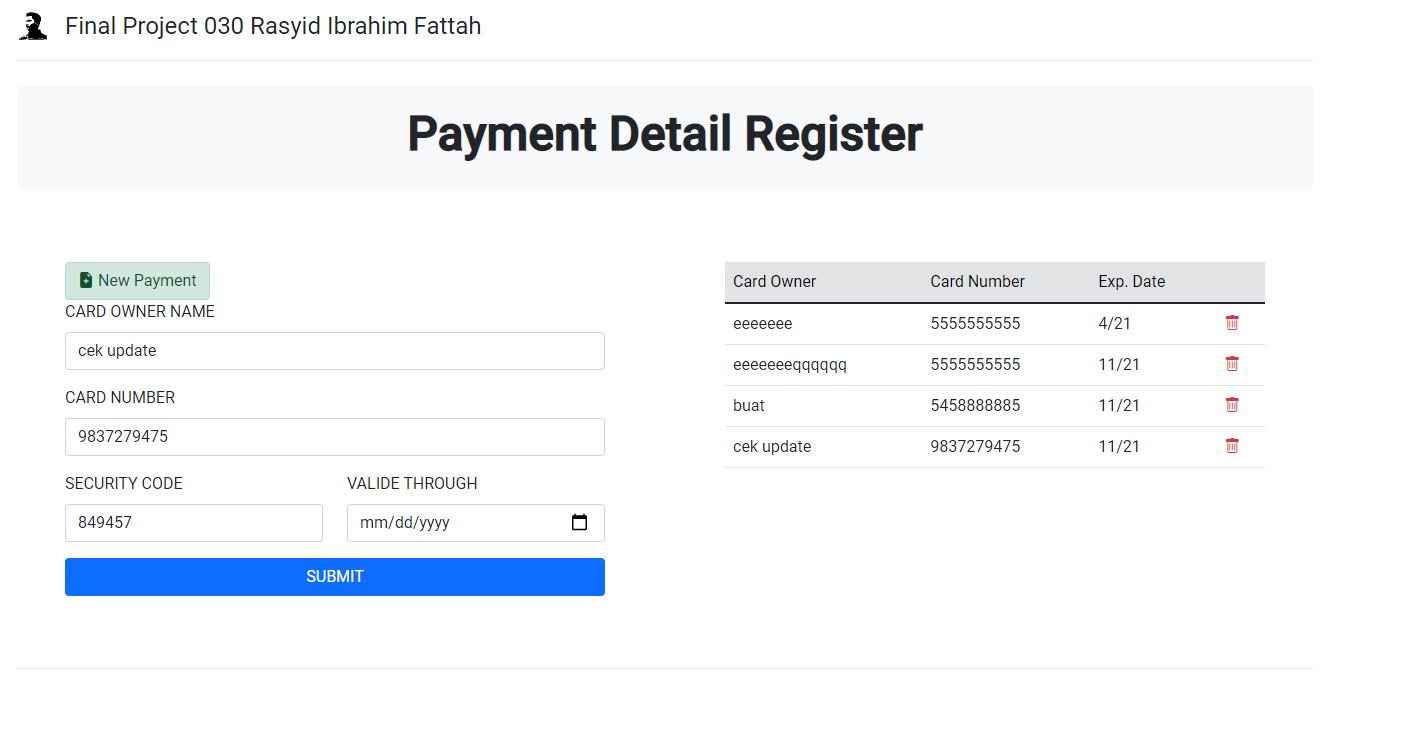 Final Project 030 Rasyid Ibrahim Fattah
Payment Detail Register
New Payment
CARD OWNER NAME
cek update
CARD NUMBER
9837279475
SECURITY CODE VALIDE THROUGH
849457 mm/dd/yyyy
SUBMIT
Card Owner Card Number Exp. Date
eeeeeee 5555555555 4/21
eeeeeeeqqqqqq 5555555555 11/21
buat 5458888885 11/21
cek update 9837279475 11/21